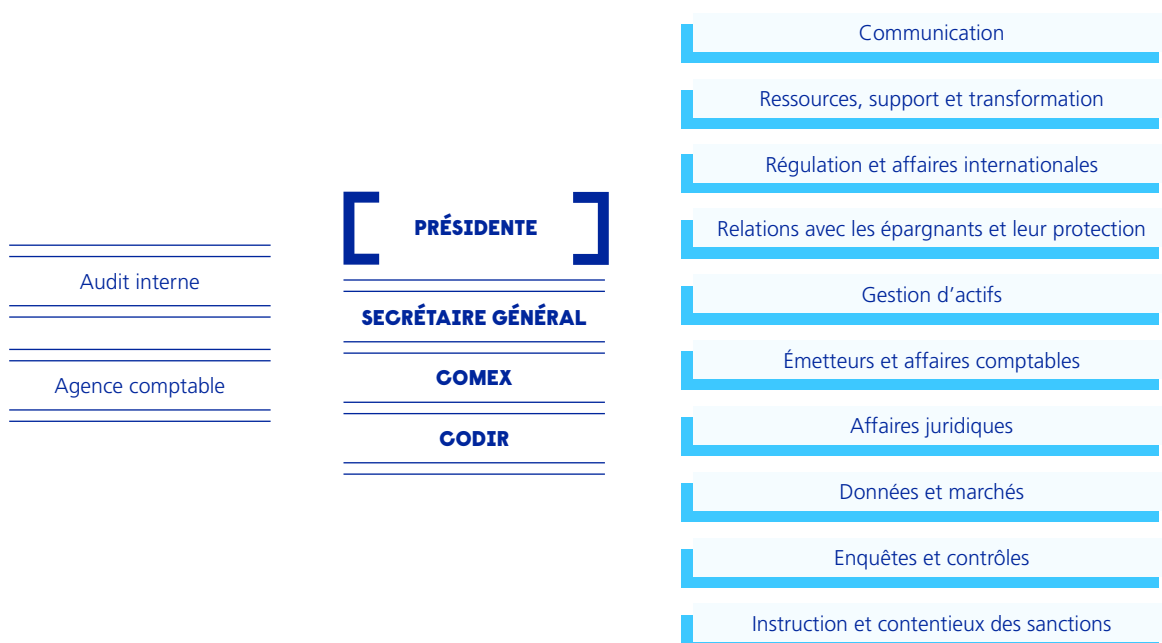 Audit interne
Agence comptable
PRÉSIDENTE
SECRÉTAIRE GÉNÉRAL
COMEX
CODIR
Communication
Ressources, support et transformation
Régulation et affaires internationales
Relations avec les épargnants et leur protection
Gestion d’actifs
Émetteurs et affaires comptables
Affaires juridiques
Données et marchés
Enquêtes et contrôles
Instruction et contentieux des sanctions